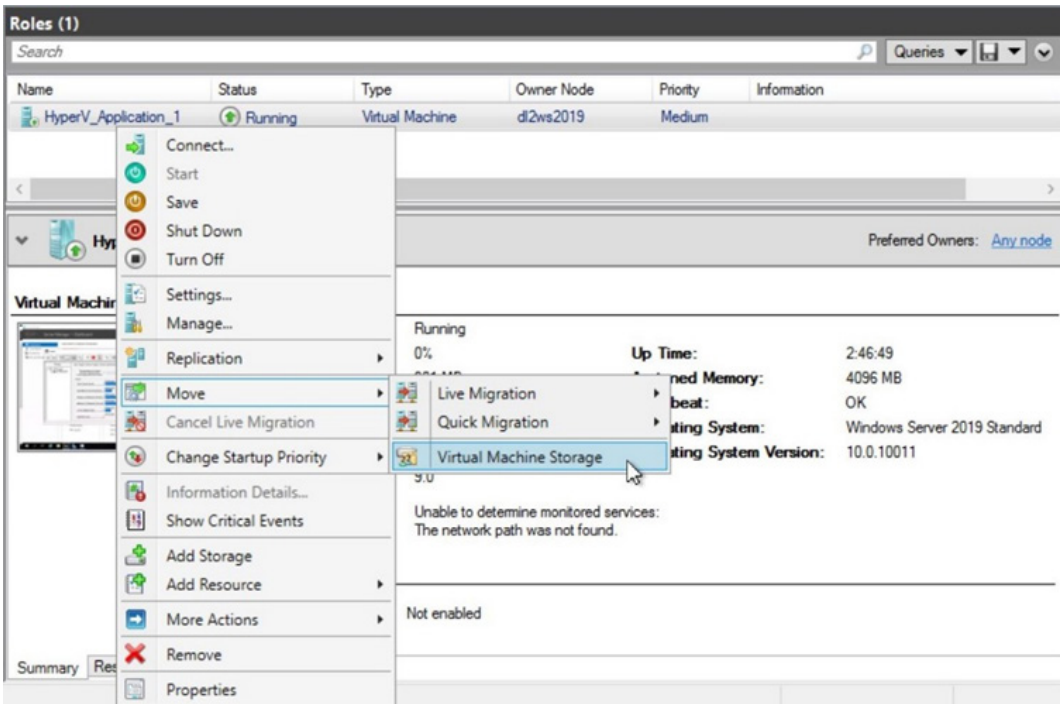 Roles (1)
Search
Queries
Name Status Type Owner Node Priority Information
HyperV_Application_1 Running Virtual Machine dl2ws2019 Medium
Connect...
Start
Save
Shut Down
Turn Off
Settings...
Manage...
Replication
Move
Cancel Live Migration
Change Startup Priority
Information Details...
Show Critical Events
Add Storage
Add Resource
More Actions
Remove
Properties
Live Migration
Quick Migration
Virtual Machine Storage
Preferred Owners: Any node
Running
0% Up Time: 2:46:49
4096 MB
OK
Windows Server 2019 Standard
System Version: 10.0.10011
9.0
Unable to determine monitored services:
The network path was not found.
Not enabled
Summary